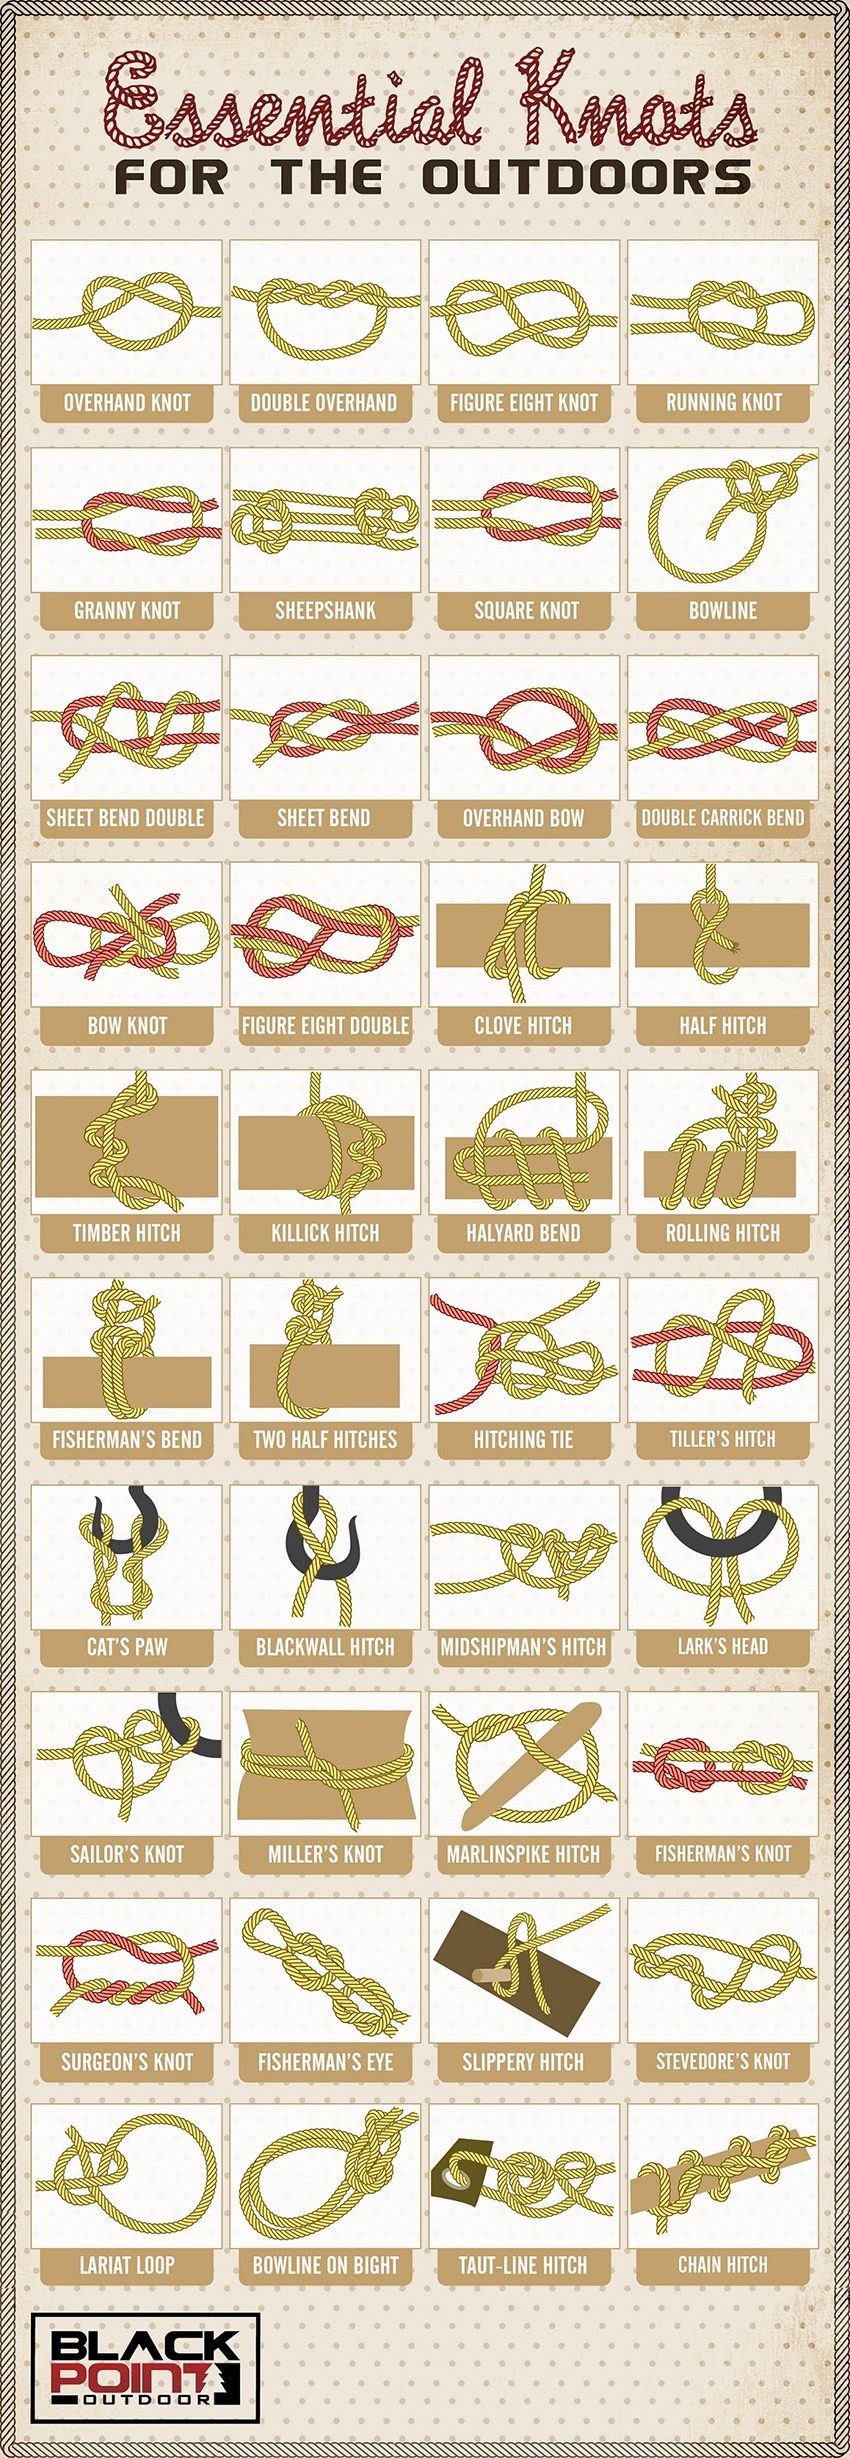 Essential Knots
FOR THE OUTDOORS
OVERHAND KNOT
DOUBLE OVERHAND
FIGURE EIGHT KNOT
RUNNING KNOT
GRANNY KNOT
SHEEPSHANK
SQUARE KNOT
BOWLINE
SHEET BEND DOUBLE
SHEET BEND
OVERHAND BOW
DOUBLE CARRICK BEND
BOW KNOT
FIGURE EIGHT DOUBLE
CLOVE HITCH
HALF HITCH
TIMBER HITCH
KILLICK HITCH
HALYARD BEND
ROLLING HITCH
FISHERMAN'S BEND
TWO HALF HITCHES
HITCHING TIE
TILLER'S HITCH
CAT'S PAW
BLACKWALL HITCH
MIDSHIPMAN'S HITCH
LARK'S HEAD
SAILOR'S KNOT
MILLER'S KNOT
MARLINSPIKE HITCH
FISHERMAN'S KNOT
SURGEON'S KNOT
FISHERMAN'S EYE
SLIPPERY HITCH
STEVEDORE'S KNOT
LARIAT LOOP
BOWLINE ON BIGHT
TAUT-LINE HITCH
CHAIN HITCH
BLACK
POINT
OUTDOOR